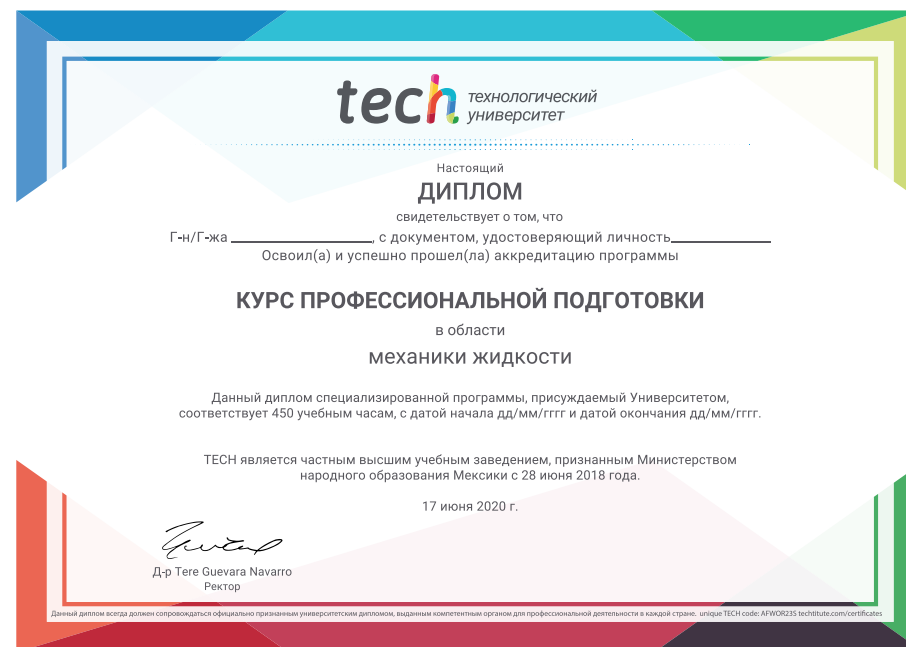 tech технологический
университет
Настоящий
ДИПЛОМ
свидетельствует о том, что
Г-н/Г-жа ____________________, с документом, удостоверяющий личность______________
Освоил(а) и успешно прошел(ла) аккредитацию программы
КУРС ПРОФЕССИОНАЛЬНОЙ ПОДГОТОВКИ
в области
механики жидкости
Данный диплом специализированной программы, присуждаемый Университетом,
соответствует 450 учебным часам, с датой начала дд/мм/гггг и датой окончания дд/мм/гггг.
TECH является частным высшим учебным заведением, признанным Министерством
народного образования Мексики с 28 июня 2018 года.
17 июня 2020 г.
Д-р Tere Guevara Navarro
Ректор
Данный диплом всегда должен сопровождаться официально признанным университетским дипломом, выданным компетентным органом для профессиональной деятельности в каждой стране. unique TECH code: AFWOR23S techtitute.com/certificates